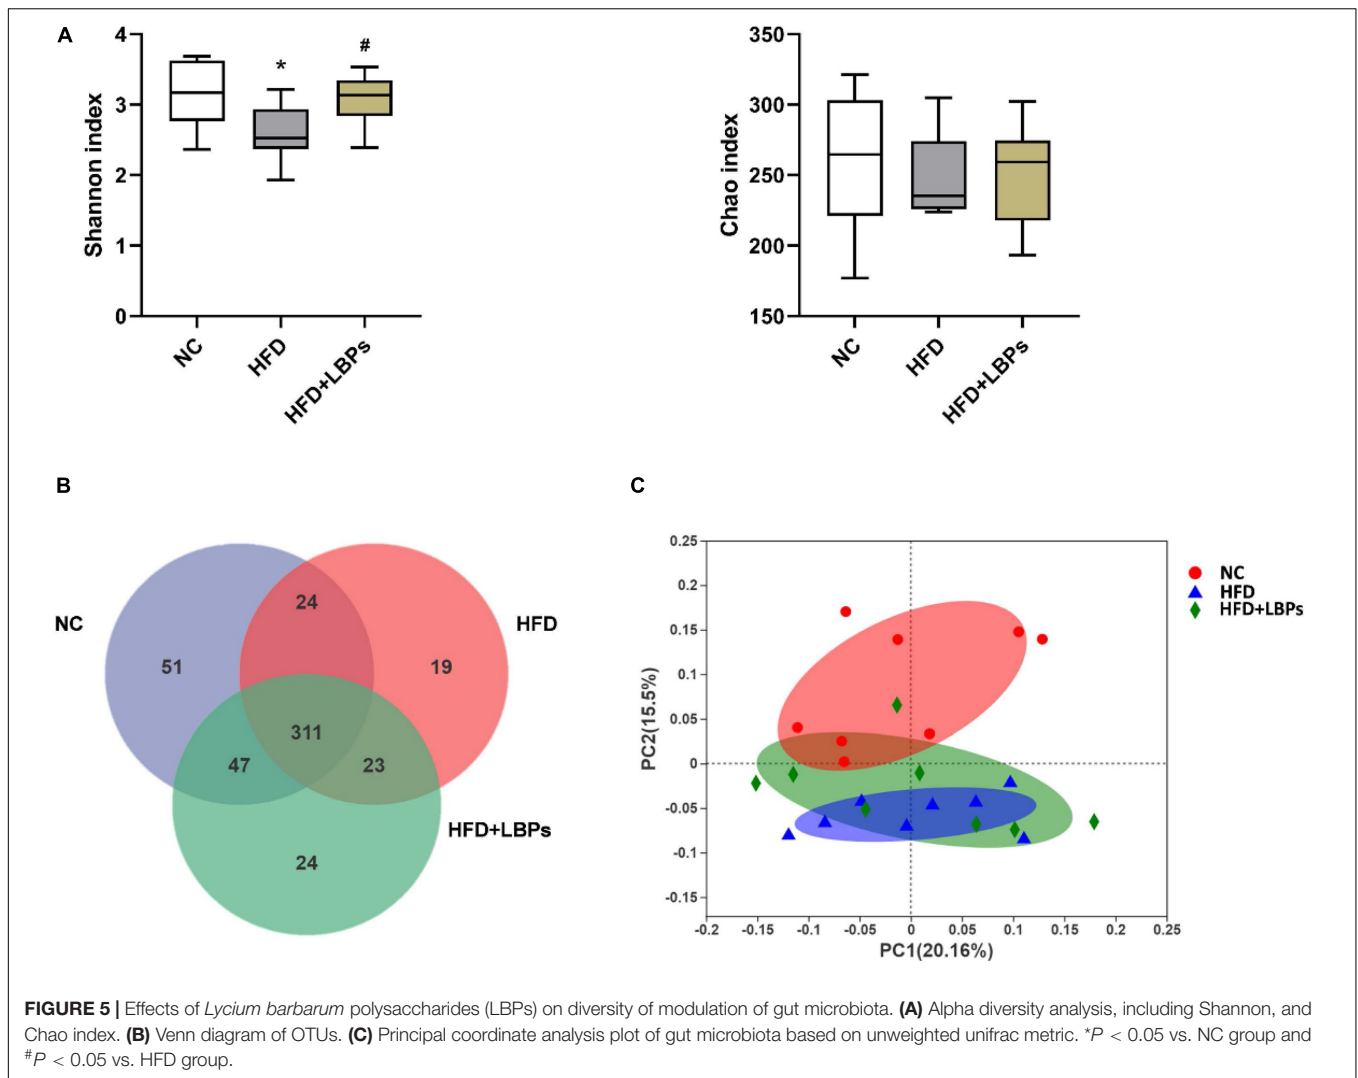 A
4
3
2
1
0
Shannon index
*
#
NC
HFD
HFD+LBPs
350
300
250
200
150
Chao index
NC
HFD
HFD+LBPs
B
NC
HFD
HFD+LBPs
24
51
19
311
47
23
24
C
0.25
0.2
0.15
0.1
0.05
0
-0.05
-0.1
-0.15
PC2(15.5%)
-0.2 -0.15 -0.1 -0.05 0 0.05 0.1 0.15 0.2 0.25
PC1(20.16%)
NC
HFD
HFD+LBPs
FIGURE 5 | Effects of Lycium barbarum polysaccharides (LBPs) on diversity of modulation of gut microbiota. (A) Alpha diversity analysis, including Shannon, and
Chao index. (B) Venn diagram of OTUs. (C) Principal coordinate analysis plot of gut microbiota based on unweighted unifrac metric. *P < 0.05 vs. NC group and
#P < 0.05 vs. HFD group.